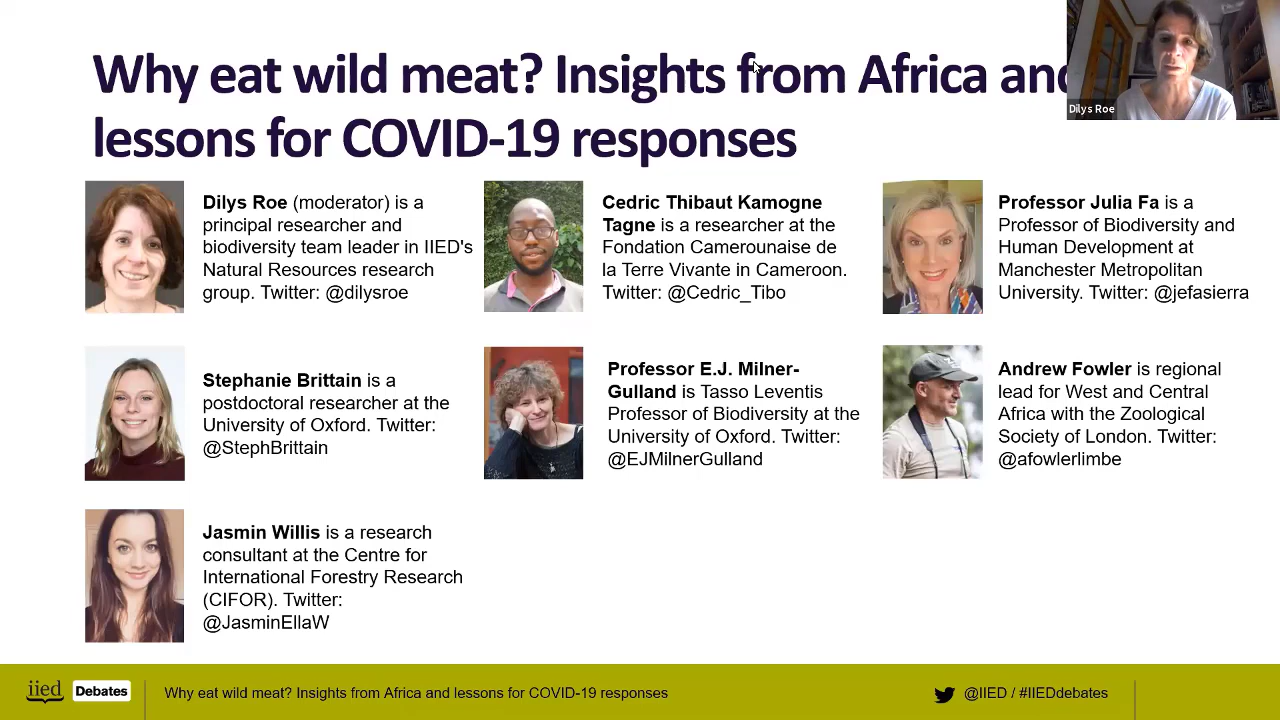 Why eat wild meat? Insights from Africa and
lessons for COVID-19 responses
Dilys Roe
Dilys Roe (moderator) is a
principal researcher and
biodiversity team leader in IIED's
Natural Resources research
group. Twitter: @dilysroe
Cedric Thibaut Kamogne
Tagne is a researcher at the
Fondation Camerounaise de
la Terre Vivante in Cameroon.
Twitter: @Cedric_Tibo
Professor Julia Fa is a
Professor of Biodiversity and
Human Development at
Manchester Metropolitan
University. Twitter: @jefasierra
Stephanie Brittain is a
postdoctoral researcher at the
University of Oxford. Twitter:
@StephBrittain
Professor E.J. Milner-
Gulland is Tasso Leventis
Professor of Biodiversity at the
University of Oxford. Twitter:
@EJMilnerGulland
Andrew Fowler is regional
lead for West and Central
Africa with the Zoological
Society of London. Twitter:
@afowlerlimbe
Jasmin Willis is a research
consultant at the Centre for
International Forestry Research
(CIFOR). Twitter:
@JasminEllaW
iied Debates
Why eat wild meat? Insights from Africa and lessons for COVID-19 responses
@IIED / #IIEDdebates